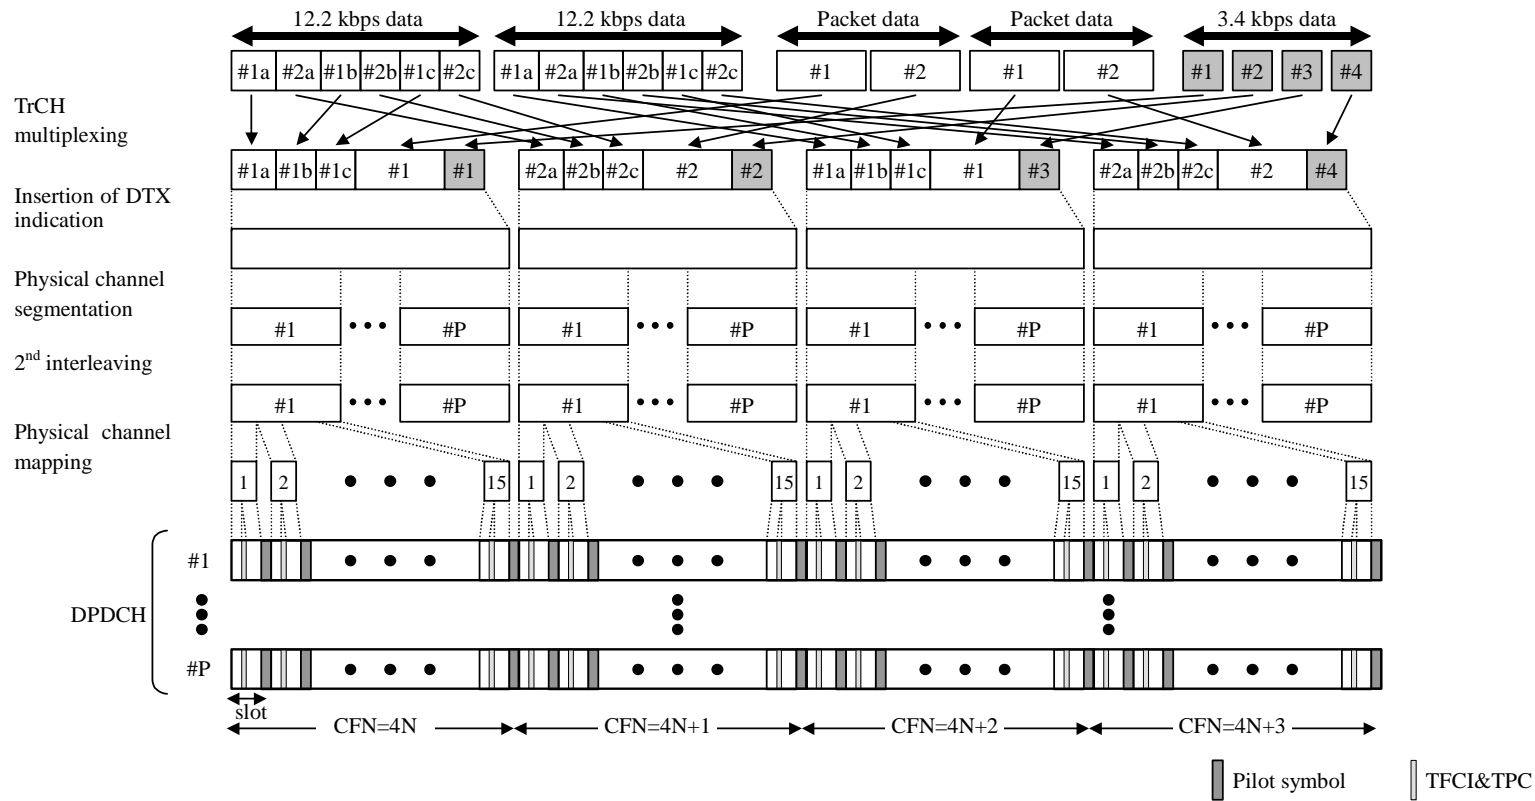 12.2 kbps data 12.2 kbps data Packet data Packet data 3.4 kbps data
#1a #2a #1b #2b #1c #2c #1a #2a #1b #2b #1c #2c #1 #2 #1 #2 #1 #2 #3 #4
TrCH
multiplexing
#1a #1b #1c #1 #1 #2a #2b #2c #2 #2 #1a #1b #1c #1 #3 #2a #2b #2c #2 #4
Insertion of DTX
indication
Physical channel
segmentation
#1 #P #1 #P #1 #P #1 #P
2nd interleaving
#1 #P #1 #P #1 #P #1 #P
Physical channel
mapping
1 2 15 1 2 15 1 2 15 1 2 15
#1
DPDCH
#P
slot
CFN=4N CFN=4N+1 CFN=4N+2 CFN=4N+3
Pilot symbol TFCI&TPC